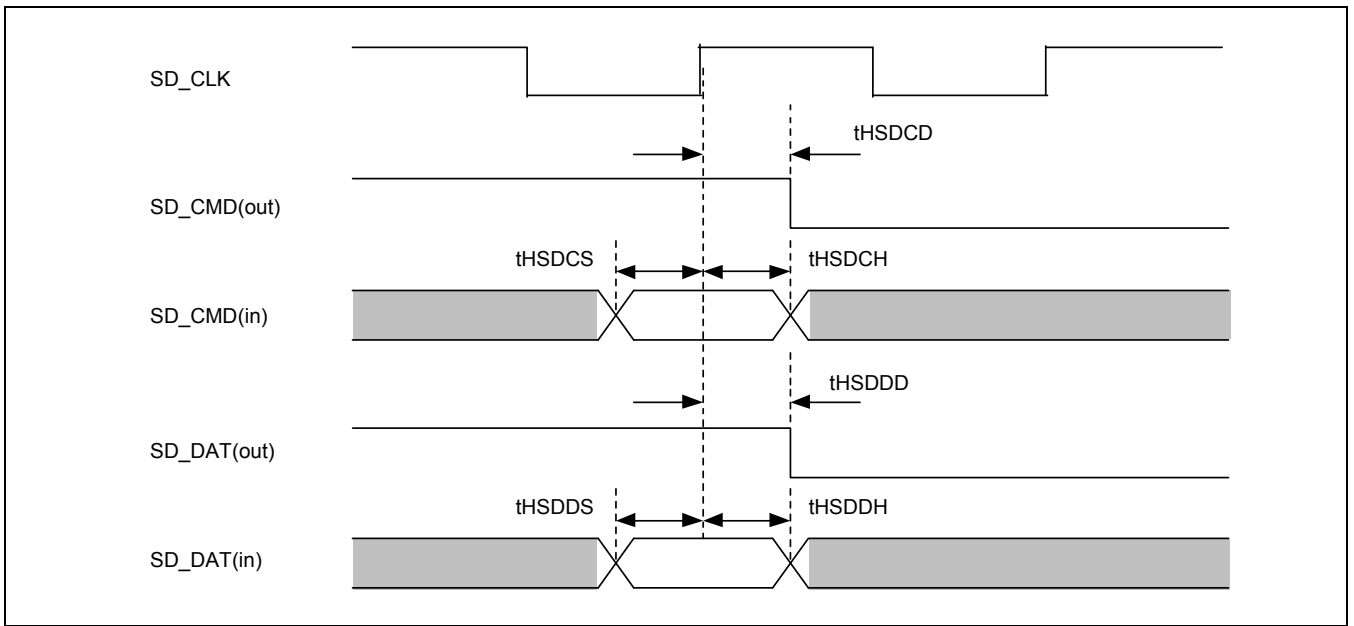 SD_CLK
tHSDCD
SD_CMD(out)
tHSDCS
tHSDCH
SD_CMD(in)
tHSDDD
SD_DAT(out)
tHSDDS
tHSDDH
SD_DAT(in)